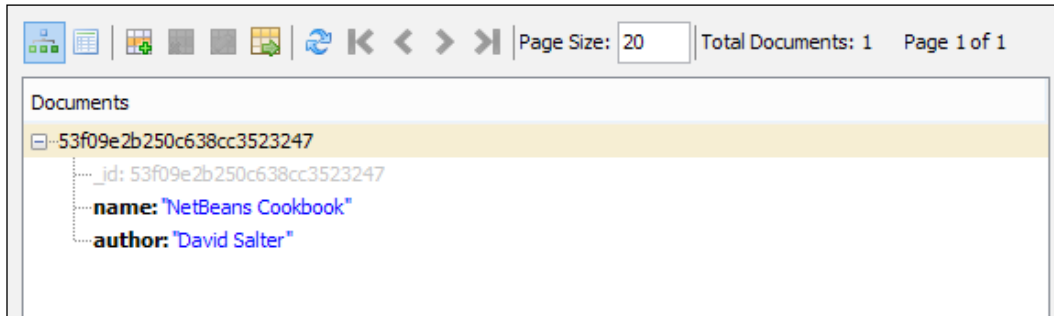 Page Size: 20 Total Documents: 1 Page 1 of 1
Documents
53f09e2b250c638cc3523247
_id: 53f09e2b250c638cc3523247
name: "NetBeans Cookbook"
author: "David Salter"